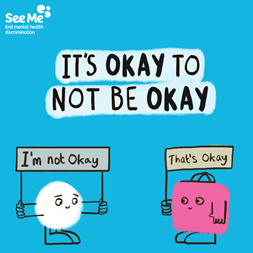 See Me
End mental health
discrimination
IT'S OKAY TO
NOT BE OKAY
I'm not Okay
That's Okay